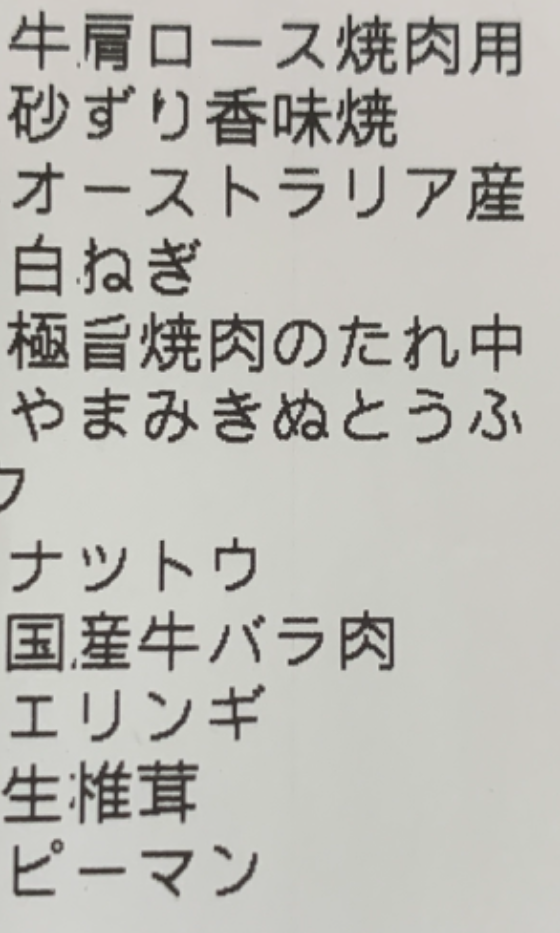 牛肩ロース焼肉用
砂ずり香味焼
オーストラリア産
白ねぎ
極旨焼肉のたれ中
やまみきぬとうふ
フ
ナットウ
国産牛バラ肉
エリンギ
生椎茸
ピーマン